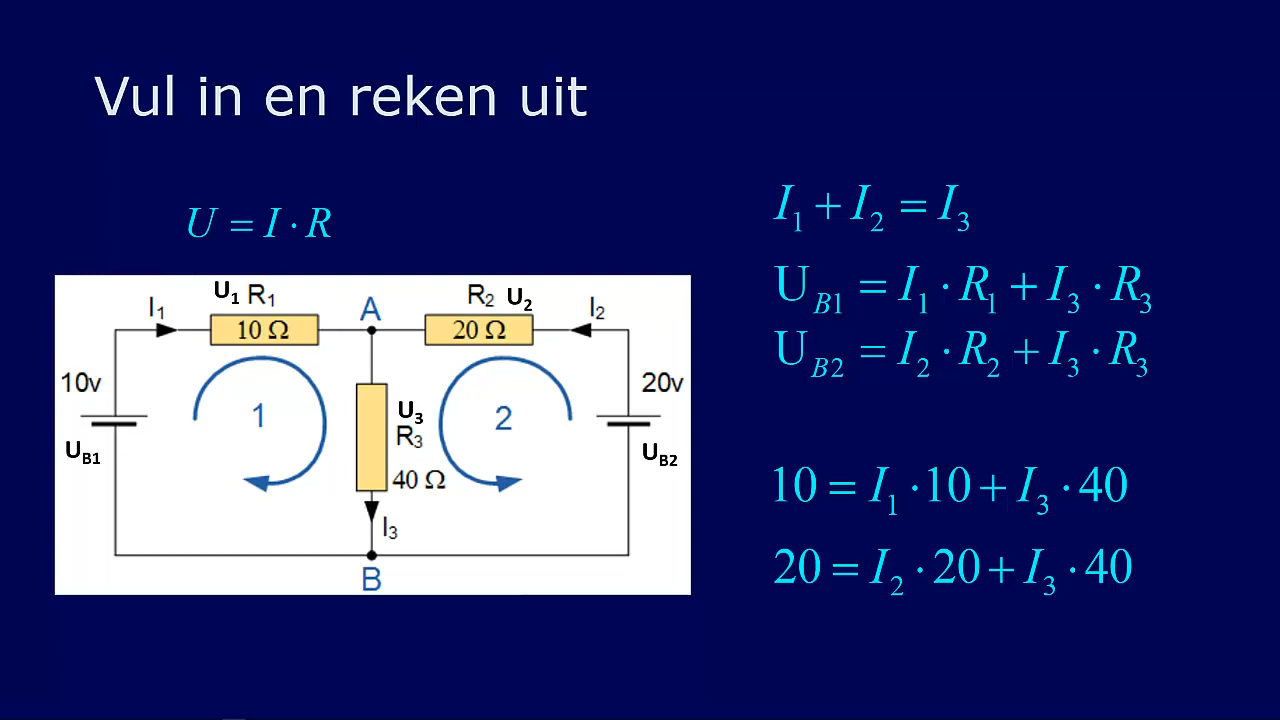 Vul in en reken uit
U = I · R
I₁ + I₂ = I₃
U_B1 = I₁ · R₁ + I₃ · R₃
U_B2 = I₂ · R₂ + I₃ · R₃
10 = I₁ · 10 + I₃ · 40
20 = I₂ · 20 + I₃ · 40
I₁ U₁ R₁ A R₂ U₂ I₂
10 Ω 20 Ω
10v 1 U₃ 2 20v
R₃
U_B1 40 Ω U_B2
I₃
B